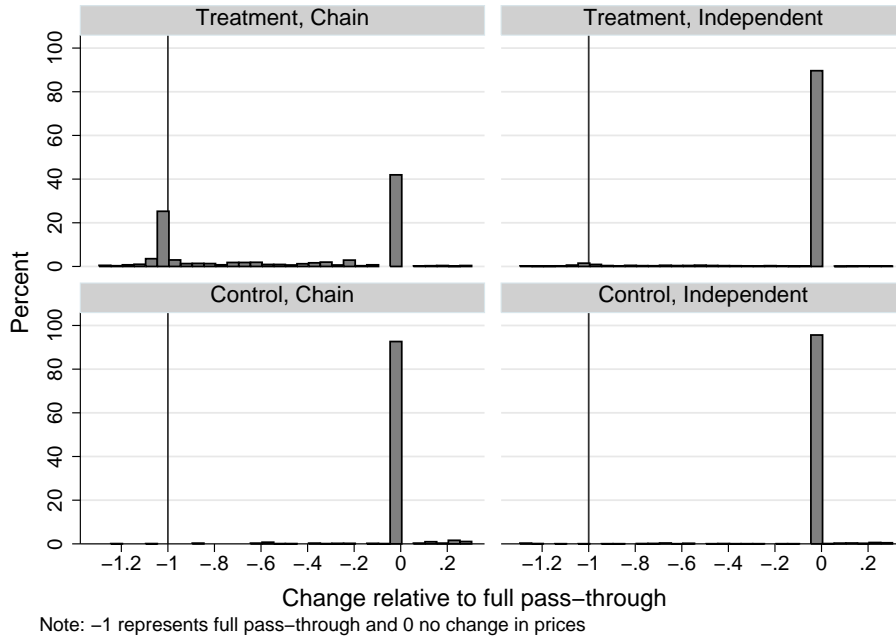 Treatment, Chain
Treatment, Independent
0 20 40 60 80 100
Control, Chain
Control, Independent
0 20 40 60 80 100
Percent
−1.2 −1 −.8 −.6 −.4 −.2 0 .2
−1.2 −1 −.8 −.6 −.4 −.2 0 .2
Change relative to full pass−through
Note: −1 represents full pass−through and 0 no change in prices